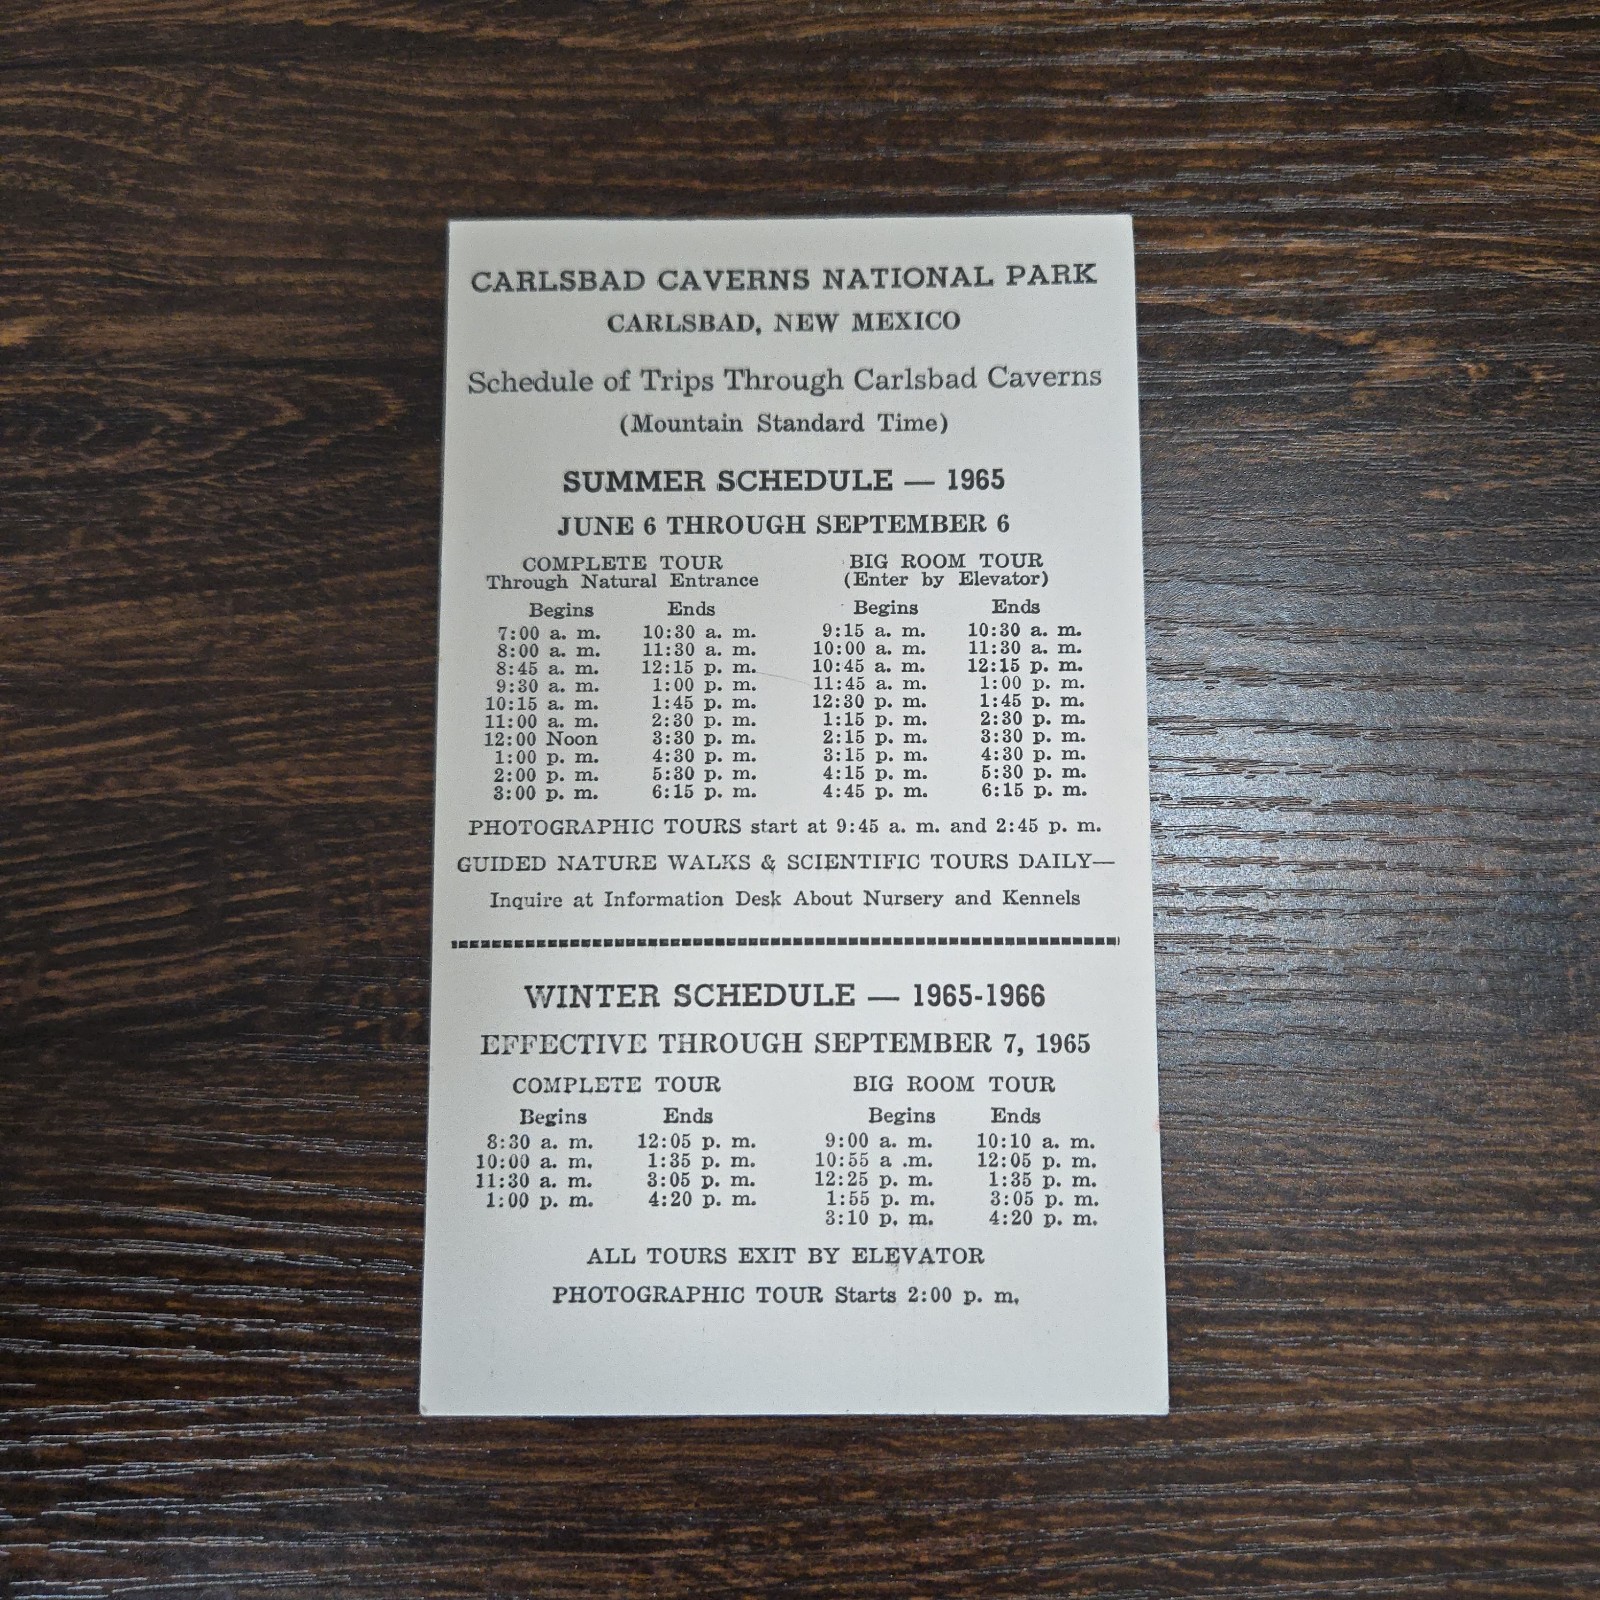 CARLSBAD CAVERNS NATIONAL PARK
CARLSBAD, NEW MEXICO
Schedule of Trips Through Carlsbad Caverns
(Mountain Standard Time)
SUMMER SCHEDULE — 1965
JUNE 6 THROUGH SEPTEMBER 6
COMPLETE TOUR BIG ROOM TOUR
Through Natural Entrance (Enter by Elevator)
Begins Ends Begins Ends
7:00 a. m. 10:30 a. m. 9:15 a. m. 10:30 a. m.
8:00 a. m. 11:30 a. m. 10:00 a. m. 11:30 a. m.
8:45 a. m. 12:15 p. m. 10:45 a. m. 12:15 p. m.
9:30 a. m. 1:00 p. m. 11:45 a. m. 1:00 p. m.
10:15 a. m. 1:45 p. m. 12:30 p. m. 1:45 p. m.
11:00 a. m. 2:30 p. m. 1:15 p. m. 2:30 p. m.
12:00 Noon 3:30 p. m. 2:15 p. m. 3:30 p. m.
1:00 p. m. 4:30 p. m. 3:15 p. m. 4:30 p. m.
2:00 p. m. 5:30 p. m. 4:15 p. m. 5:30 p. m.
3:00 p. m. 6:15 p. m. 4:45 p. m. 6:15 p. m.
PHOTOGRAPHIC TOURS start at 9:45 a. m. and 2:45 p. m.
GUIDED NATURE WALKS & SCIENTIFIC TOURS DAILY—
Inquire at Information Desk About Nursery and Kennels
WINTER SCHEDULE — 1965-1966
EFFECTIVE THROUGH SEPTEMBER 7, 1965
COMPLETE TOUR BIG ROOM TOUR
Begins Ends Begins Ends
8:30 a. m. 12:05 p. m. 9:00 a. m. 10:10 a. m.
10:00 a. m. 1:35 p. m. 10:55 a .m. 12:05 p. m.
11:30 a. m. 3:05 p. m. 12:25 p. m. 1:35 p. m.
1:00 p. m. 4:20 p. m. 1:55 p. m. 3:05 p. m.
3:10 p. m. 4:20 p. m.
ALL TOURS EXIT BY ELEVATOR
PHOTOGRAPHIC TOUR Starts 2:00 p. m.